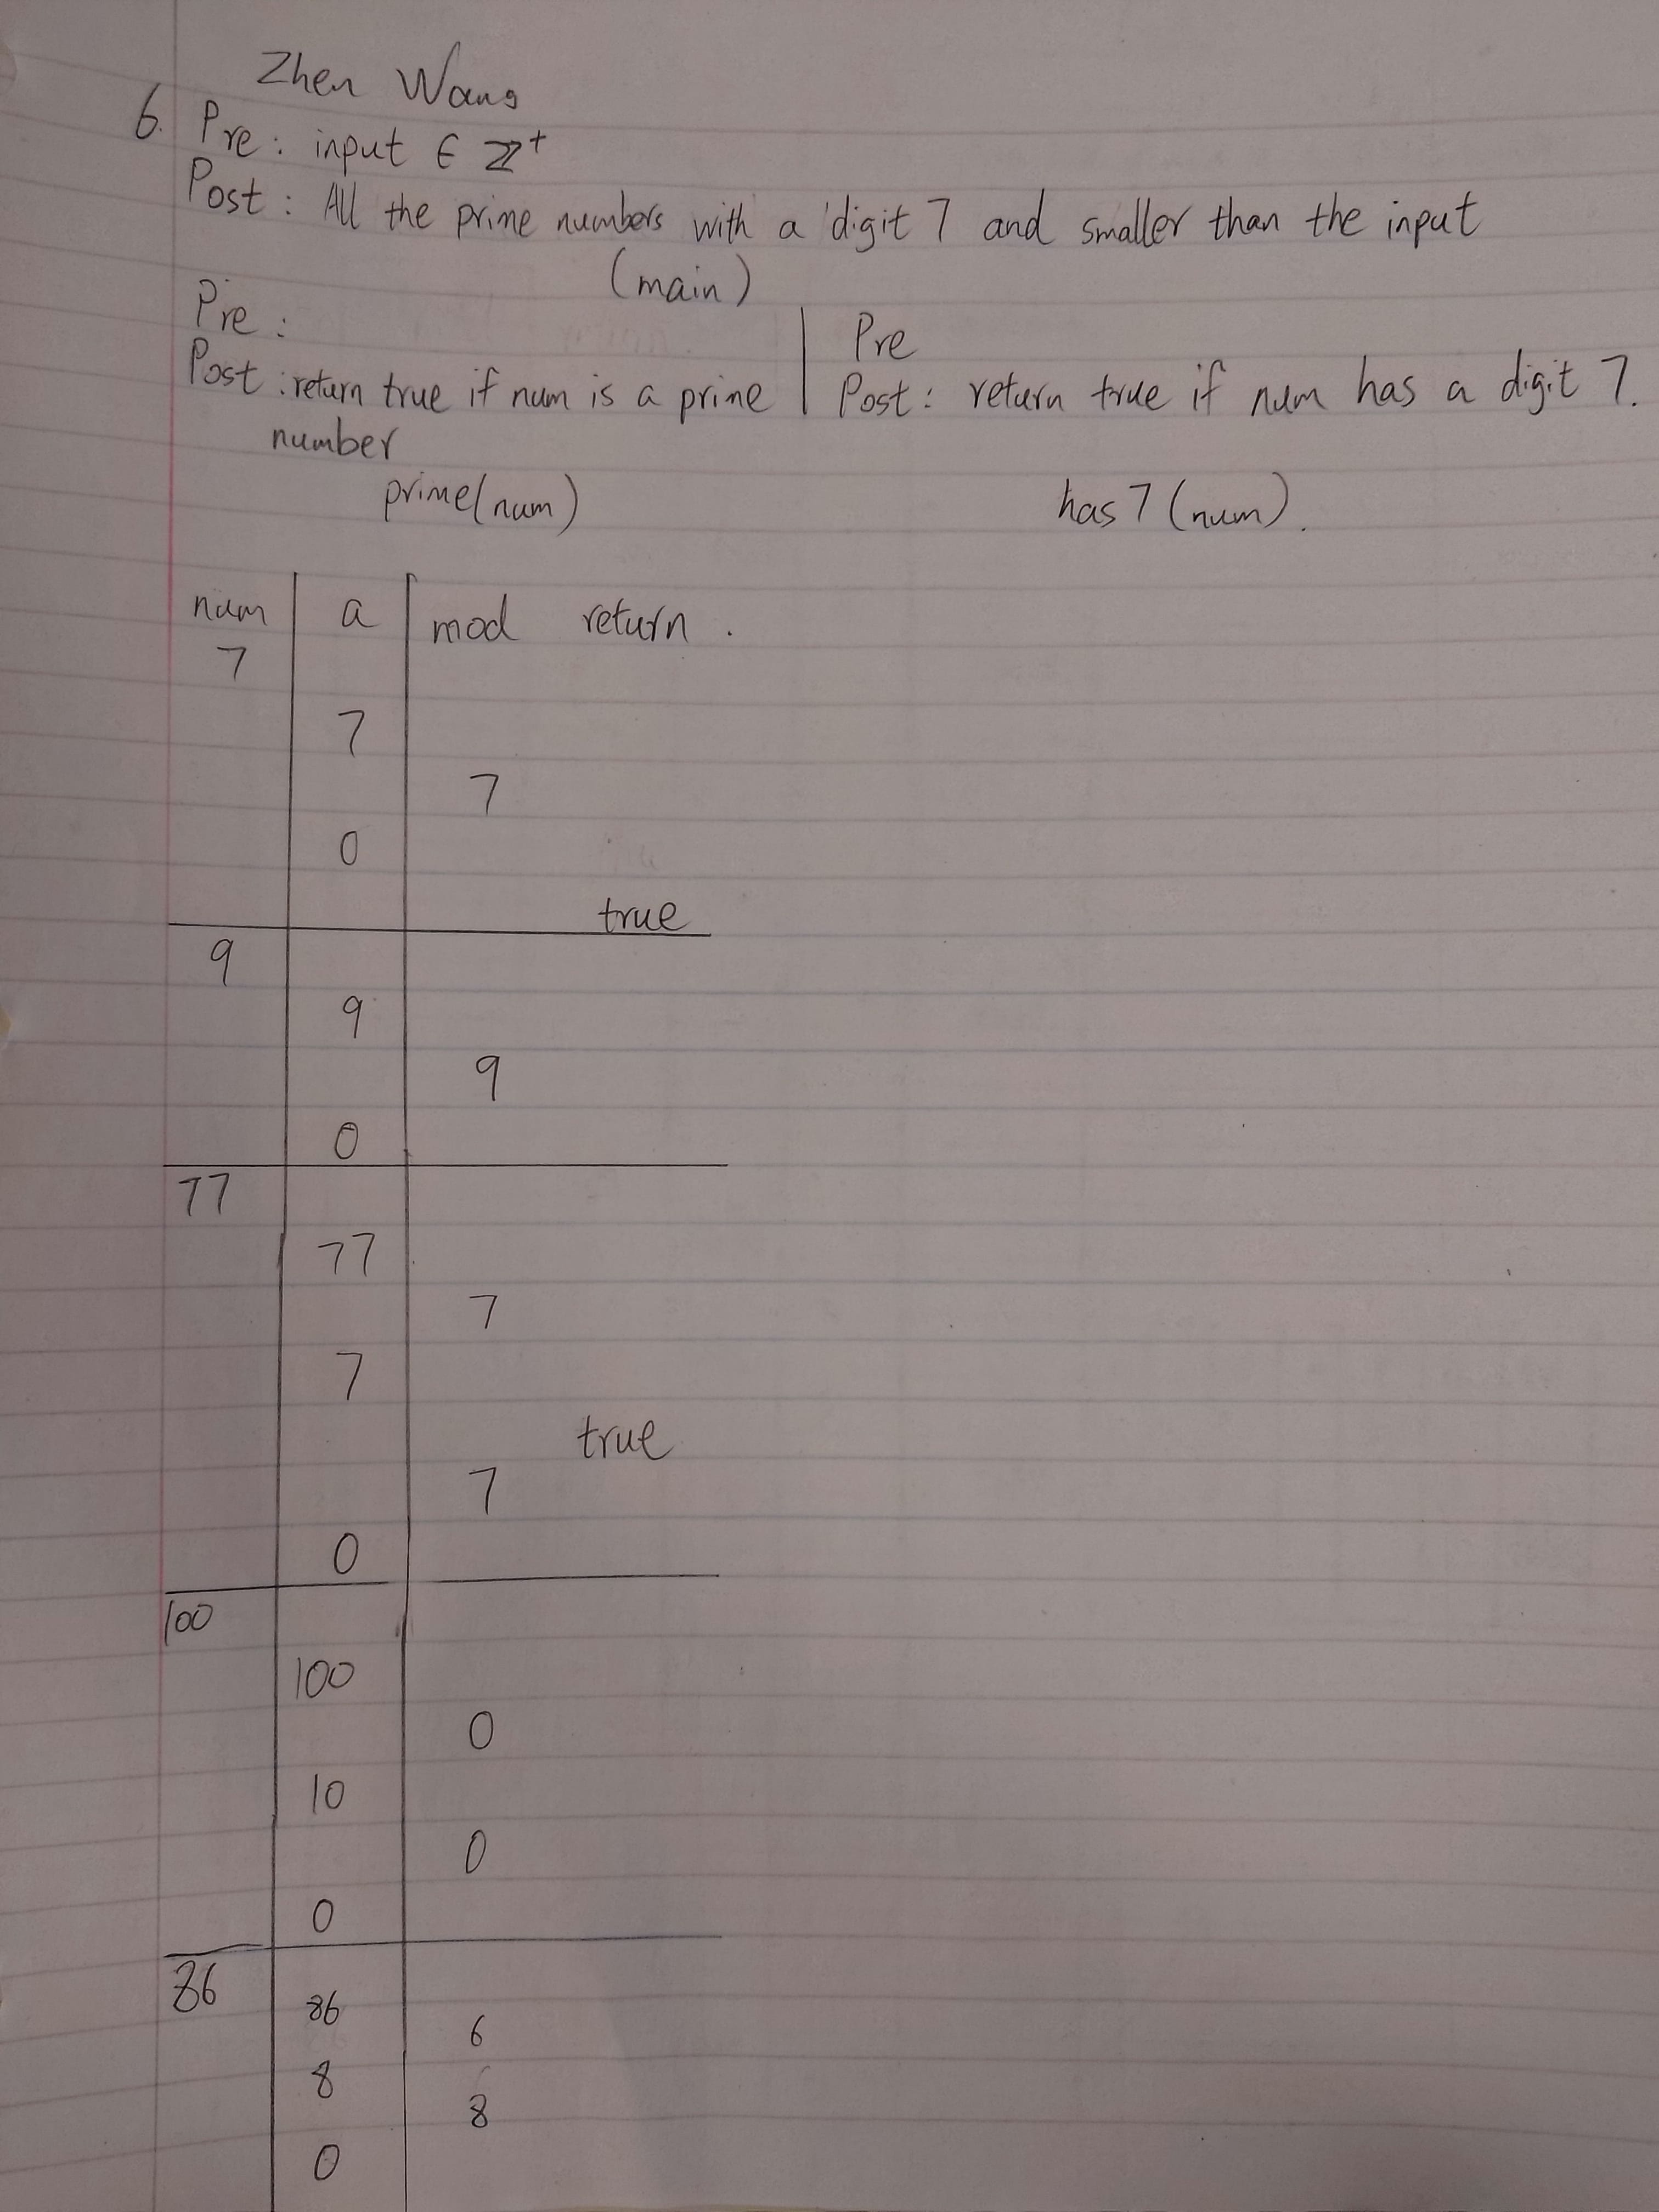 Zhen Wang
6. Pre: input ∈ ℤ⁺
Post: All the prime numbers with a digit 7 and smaller than the input
(main)
Pre:
Post: return true if num is a prime
number
prime(num)
Pre
Post: return true if num has a digit 7.
has7(num).
num a mod return.
7
7
7
0
true
9
9
9
0
77
77
7
7
true
7
0
100
100
0
10
0
0
86
86
6
8
8
0